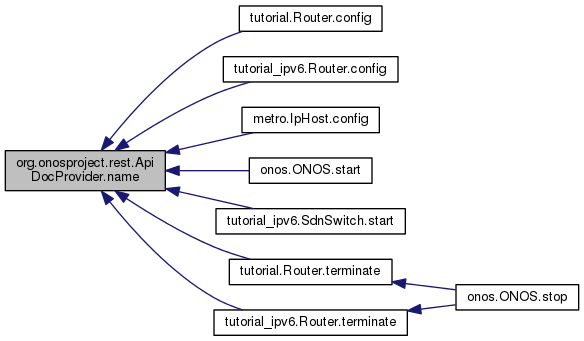 tutorial.Router.config
tutorial_ipv6.Router.config
metro.IpHost.config
org.onosproject.rest.Api
DocProvider.name
onos.ONOS.start
tutorial_ipv6.SdnSwitch.start
tutorial.Router.terminate
onos.ONOS.stop
tutorial_ipv6.Router.terminate